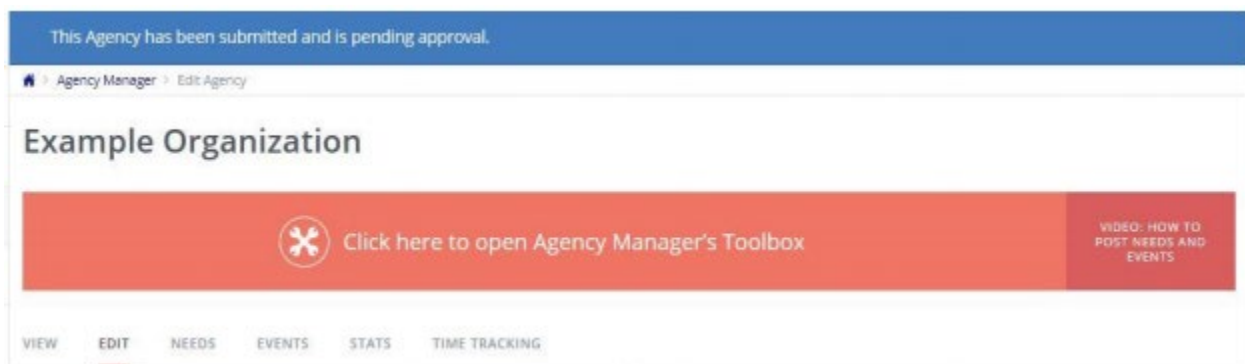 This Agency has been submitted and is pending approval.
> Agency Manager > Edit Agency
Example Organization
Click here to open Agency Manager's Toolbox
VIDEO: HOW TO
POST NEEDS AND
EVENTS
VIEW EDIT NEEDS EVENTS STATS TIME TRACKING